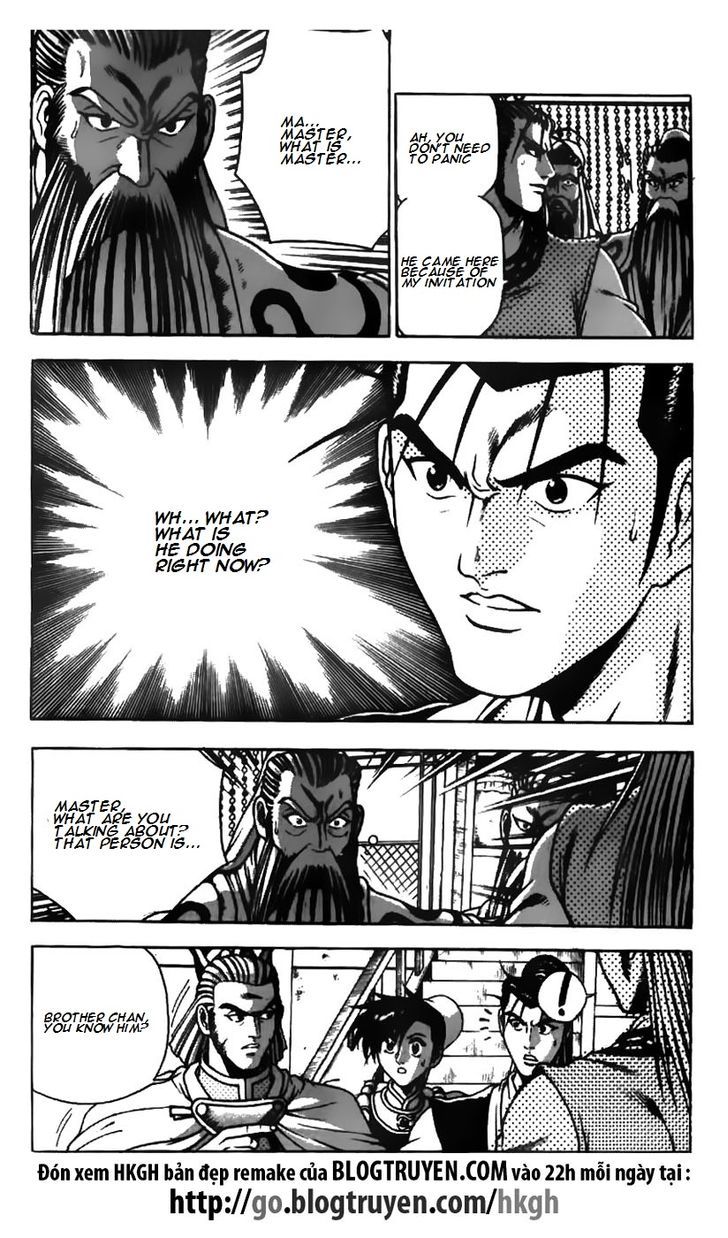 MA...
MASTER,
WHAT IS
MASTER...
AH, YOU
DON'T NEED
TO PANIC
HE CAME HERE
BECAUSE OF
MY INVITATION
WH... WHAT?
WHAT IS
HE DOING
RIGHT NOW?
MASTER,
WHAT ARE YOU
TALKING ABOUT?
THAT PERSON IS...
BROTHER CHAN,
YOU KNOW HIM?
!
Đón xem HKGH bản đẹp remake của BLOGTRUYEN.COM vào 22h mỗi ngày tại :
http://go.blogtruyen.com/hkgh